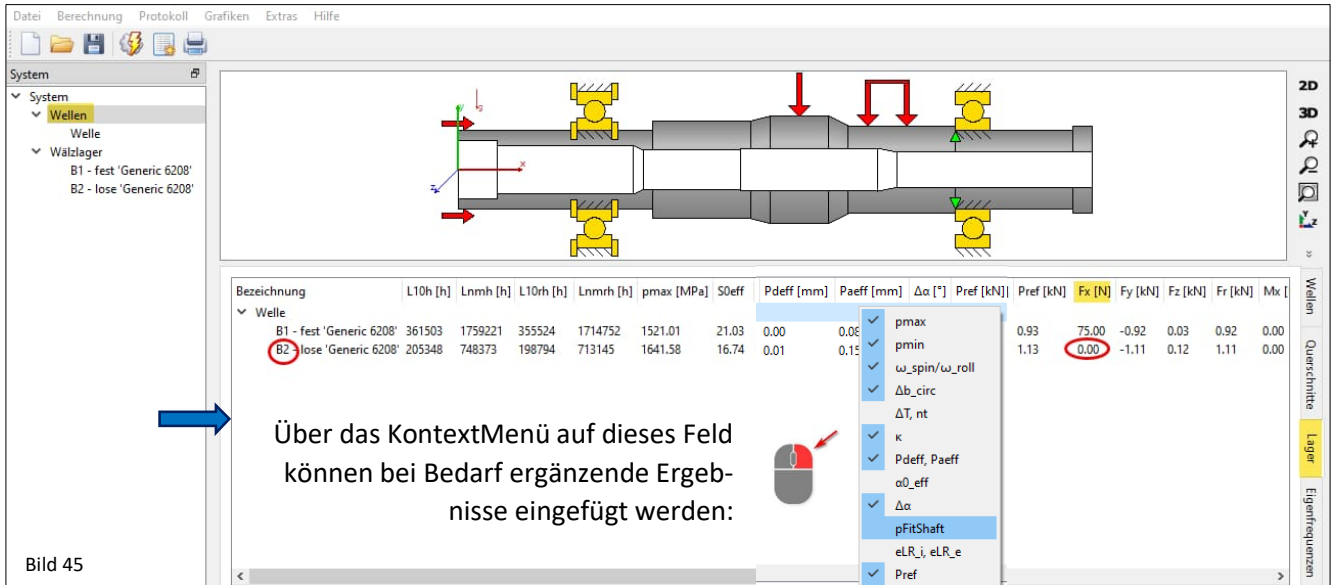 Datei Berechnung Protokoll Grafiken Extras Hilfe
System
System
Wellen
Welle
Wälzlager
B1 - fest 'Generic 6208'
B2 - lose 'Generic 6208'
y
g
x
z
2D
3D
Y
z
Bezeichnung L10h [h] Lnmh [h] L10rh [h] Lnmrh [h] pmax [MPa] S0eff Pdeff [mm] Paeff [mm] Δα [°] Pref [kN] Pref [kN] Fx [N] Fy [kN] Fz [kN] Fr [kN] Mx [
Welle
B1 - fest 'Generic 6208' 361503 1759221 355524 1714752 1521.01 21.03 0.00 0.08 0.93 75.00 -0.92 0.03 0.92 0.00
B2 - lose 'Generic 6208' 205348 748373 198794 713145 1641.58 16.74 0.01 0.15 1.13 0.00 -1.11 0.12 1.11 0.00
pmax
pmin
ω_spin/ω_roll
Δb_circ
ΔT, nt
κ
Pdeff, Paeff
α0_eff
Δα
pFitShaft
eLR_i, eLR_e
Pref
Über das KontextMenü auf dieses Feld
können bei Bedarf ergänzende Ergeb-
nisse eingefügt werden:
Wellen
Querschnitte
Lager
Eigenfrequenzen
Bild 45